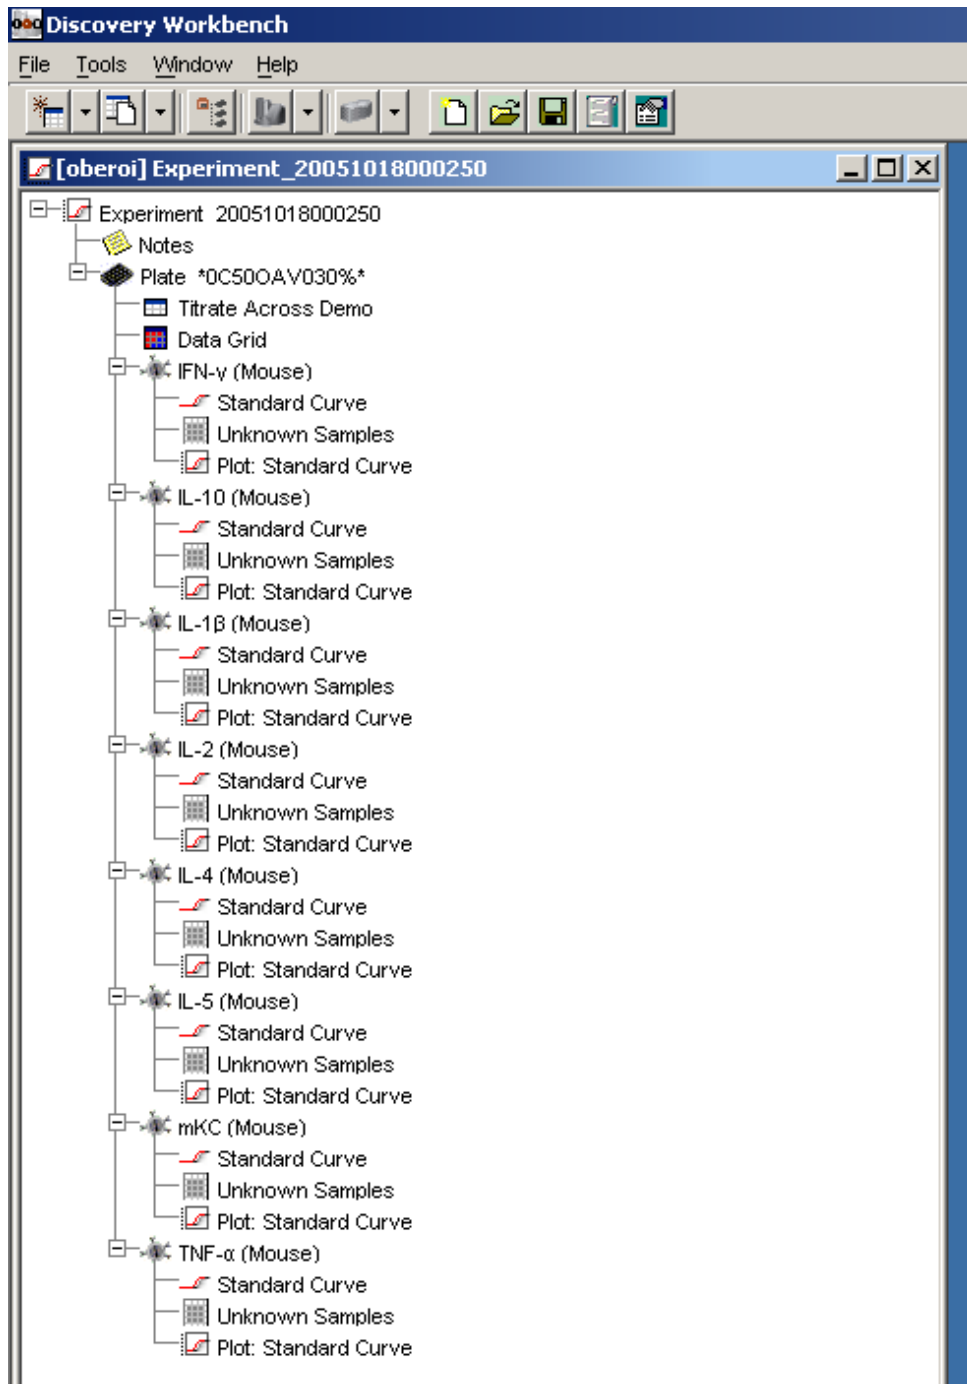 Discovery Workbench
File Tools Window Help
[oberoi] Experiment_20051018000250
Experiment 20051018000250
Notes
Plate *0C50OAV030%*
Titrate Across Demo
Data Grid
IFN-γ (Mouse)
Standard Curve
Unknown Samples
Plot: Standard Curve
IL-10 (Mouse)
Standard Curve
Unknown Samples
Plot: Standard Curve
IL-1β (Mouse)
Standard Curve
Unknown Samples
Plot: Standard Curve
IL-2 (Mouse)
Standard Curve
Unknown Samples
Plot: Standard Curve
IL-4 (Mouse)
Standard Curve
Unknown Samples
Plot: Standard Curve
IL-5 (Mouse)
Standard Curve
Unknown Samples
Plot: Standard Curve
mKC (Mouse)
Standard Curve
Unknown Samples
Plot: Standard Curve
TNF-α (Mouse)
Standard Curve
Unknown Samples
Plot: Standard Curve